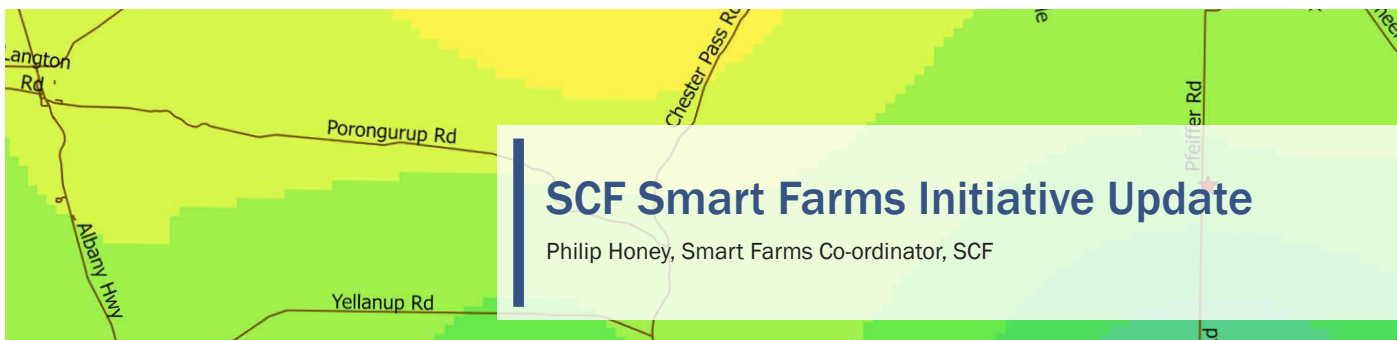 Langton
Rd
Porongurup Rd
Chester Pass Rd
Pfeiffer Rd
SCF Smart Farms Initiative Update
Philip Honey, Smart Farms Co-ordinator, SCF
Albany Hwy
Yellanup Rd